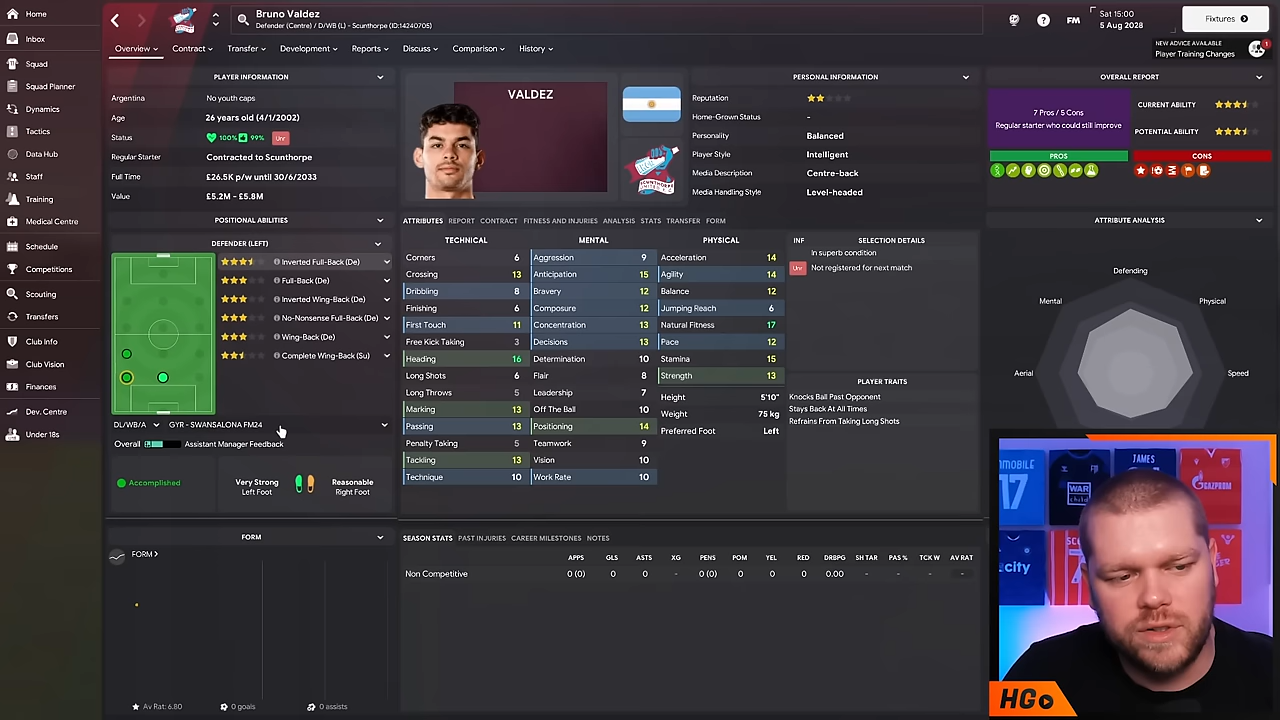 Home
Inbox
Squad
Squad Planner
Dynamics
Tactics
Data Hub
Staff
Training
Medical Centre
Schedule
Competitions
Scouting
Transfers
Club Info
Club Vision
Finances
Dev. Centre
Under 18s
Bruno Valdez
Defender (Centre) / D/WB (L) - Scunthorpe (ID:14240705)
FM
Sat 15:00
5 Aug 2028
Fixtures
NEW ADVICE AVAILABLE
Player Training Changes
1
Overview
Contract
Transfer
Development
Reports
Discuss
Comparison
History
PLAYER INFORMATION
Argentina No youth caps
Age 26 years old (4/1/2002)
Status 100% 99% Unr
Regular Starter Contracted to Scunthorpe
Full Time £26.5K p/w until 30/6/2033
Value £5.2M - £5.8M
POSITIONAL ABILITIES
DEFENDER (LEFT)
Inverted Full-Back (De)
Full-Back (De)
Inverted Wing-Back (De)
No-Nonsense Full-Back (De)
Wing-Back (De)
Complete Wing-Back (Su)
DL/WB/A GYR - SWANSALONA FM24
Overall Assistant Manager Feedback
Accomplished
Very Strong
Left Foot
Reasonable
Right Foot
FORM
FORM >
Av Rat: 6.80 0 goals 0 assists
VALDEZ
SCUNTHORPE
PERSONAL INFORMATION
Reputation
Home-Grown Status -
Personality Balanced
Player Style Intelligent
Media Description Centre-back
Media Handling Style Level-headed
ATTRIBUTES REPORT CONTRACT FITNESS AND INJURIES ANALYSIS STATS TRANSFER FORM
TECHNICAL
Corners 6
Crossing 13
Dribbling 8
Finishing 6
First Touch 11
Free Kick Taking 3
Heading 16
Long Shots 6
Long Throws 5
Marking 13
Passing 13
Penalty Taking 5
Tackling 13
Technique 10
MENTAL
Aggression 9
Anticipation 15
Bravery 12
Composure 12
Concentration 13
Decisions 13
Determination 10
Flair 8
Leadership 7
Off The Ball 10
Positioning 14
Teamwork 9
Vision 10
Work Rate 10
PHYSICAL
Acceleration 14
Agility 14
Balance 12
Jumping Reach 6
Natural Fitness 17
Pace 12
Stamina 15
Strength 13
Height 5'10"
Weight 75 kg
Preferred Foot Left
INF SELECTION DETAILS
In superb condition
Unr Not registered for next match
PLAYER TRAITS
Knocks Ball Past Opponent
Stays Back At All Times
Refrains From Taking Long Shots
SEASON STATS PAST INJURIES CAREER MILESTONES NOTES
APPS GLS ASTS XG PENS POM YEL RED DRBPG SH TAR PAS % TCK W AV RAT
Non Competitive 0 (0) 0 0 - 0 (0) 0 0 0 0.00 - - - -
OVERALL REPORT
7 Pros / 5 Cons
Regular starter who could still improve
CURRENT ABILITY
POTENTIAL ABILITY
PROS CONS
ATTRIBUTE ANALYSIS
Defending
Mental
Physical
Aerial
Speed
MMOBILE
17
WAR
child
JAMES
GAZPROM
city
HG